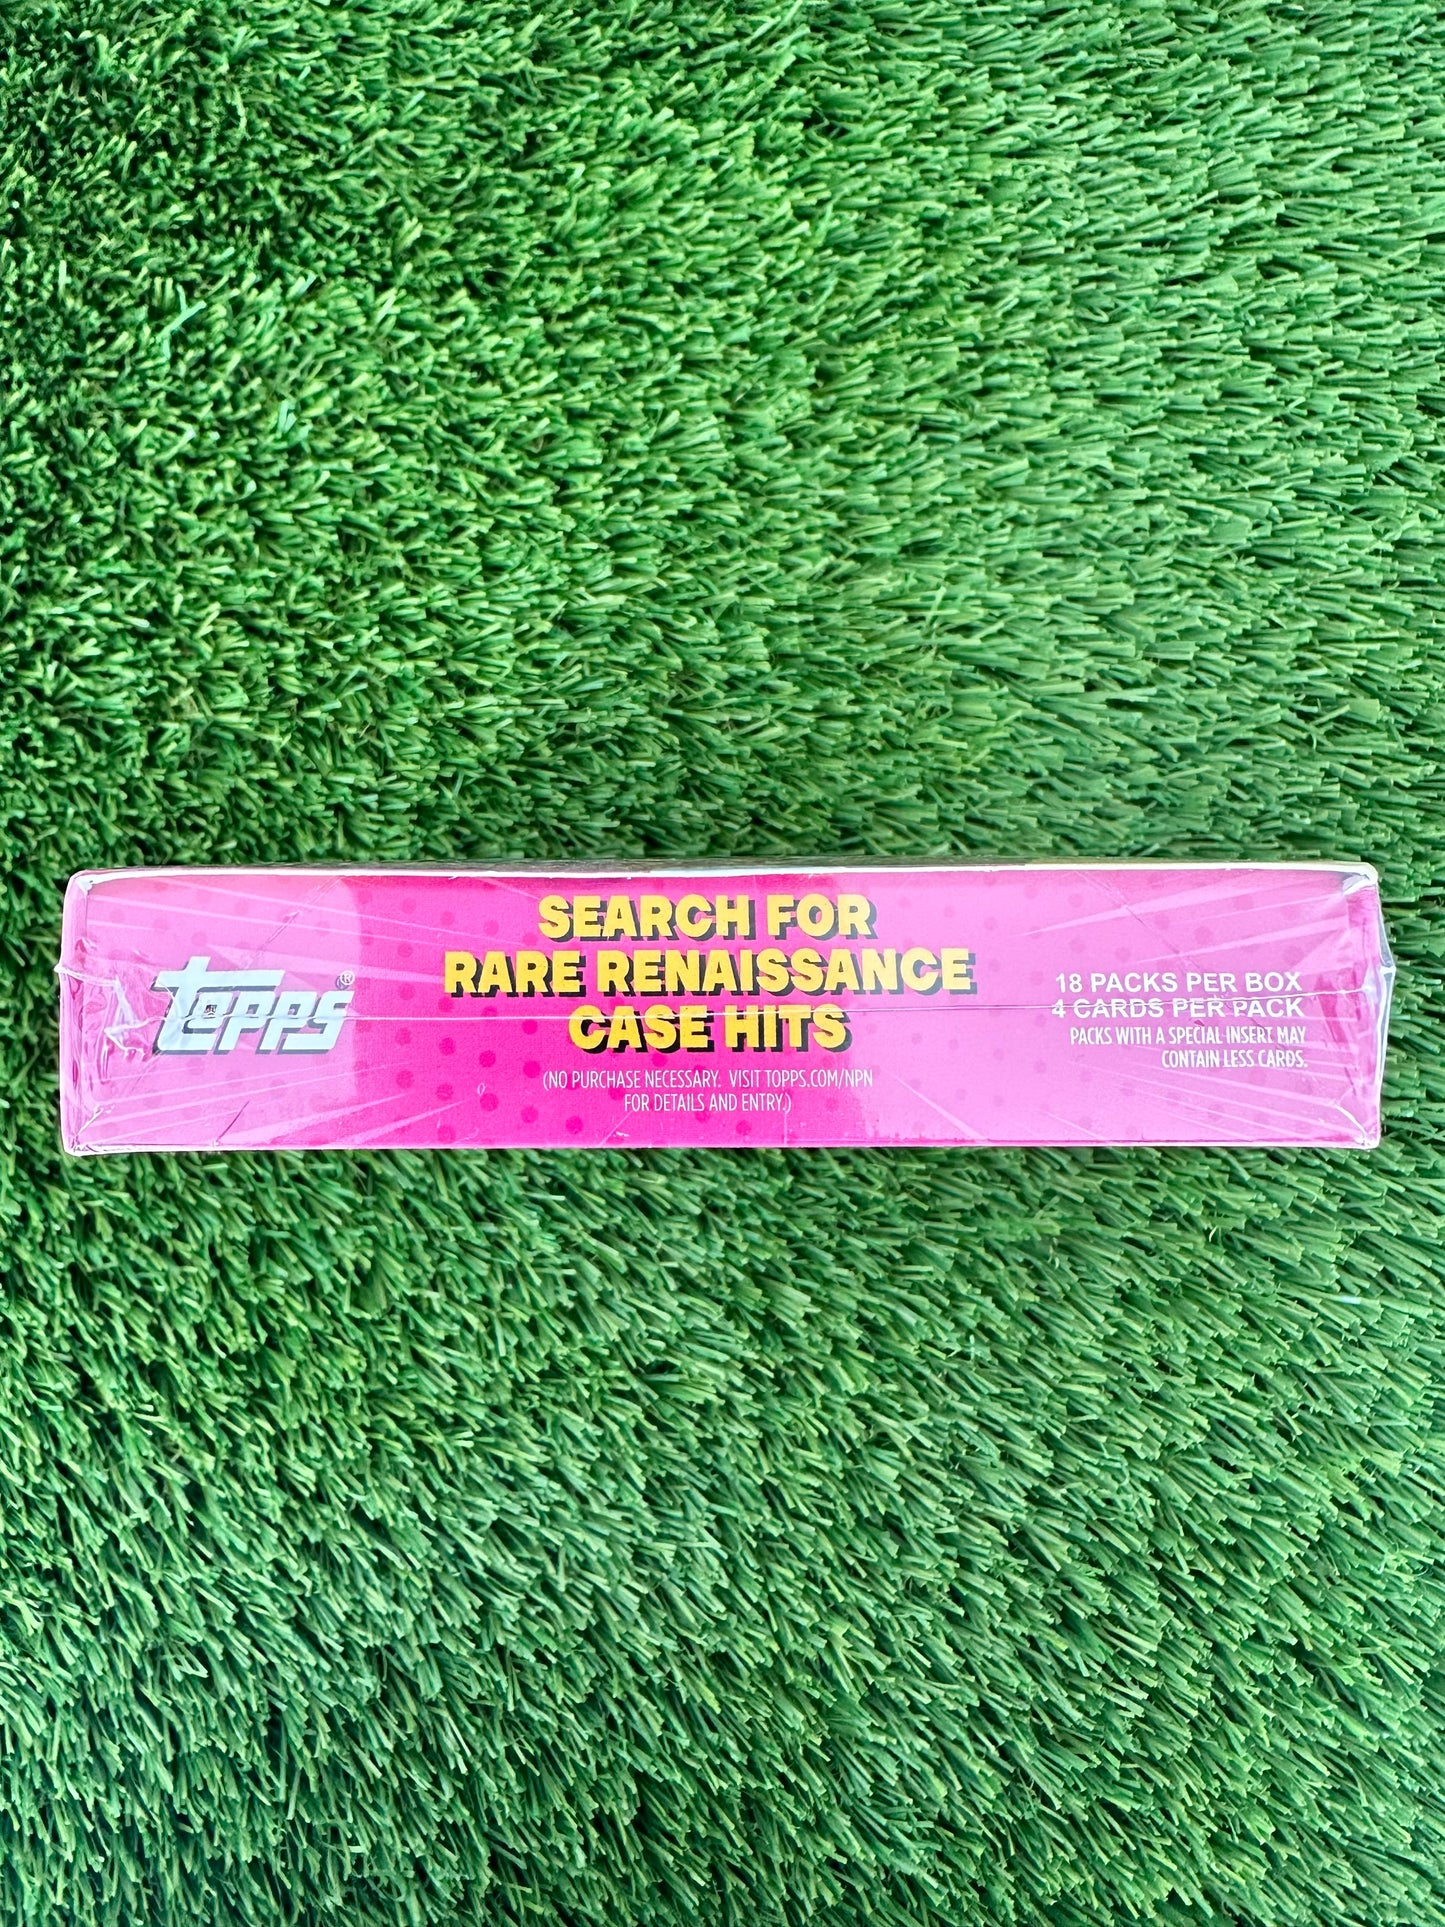 TOPPS®
SEARCH FOR
RARE RENAISSANCE
CASE HITS
(NO PURCHASE NECESSARY. VISIT TOPPS.COM/NPN
FOR DETAILS AND ENTRY.)
18 PACKS PER BOX
4 CARDS PER PACK
PACKS WITH A SPECIAL INSERT MAY
CONTAIN LESS CARDS.